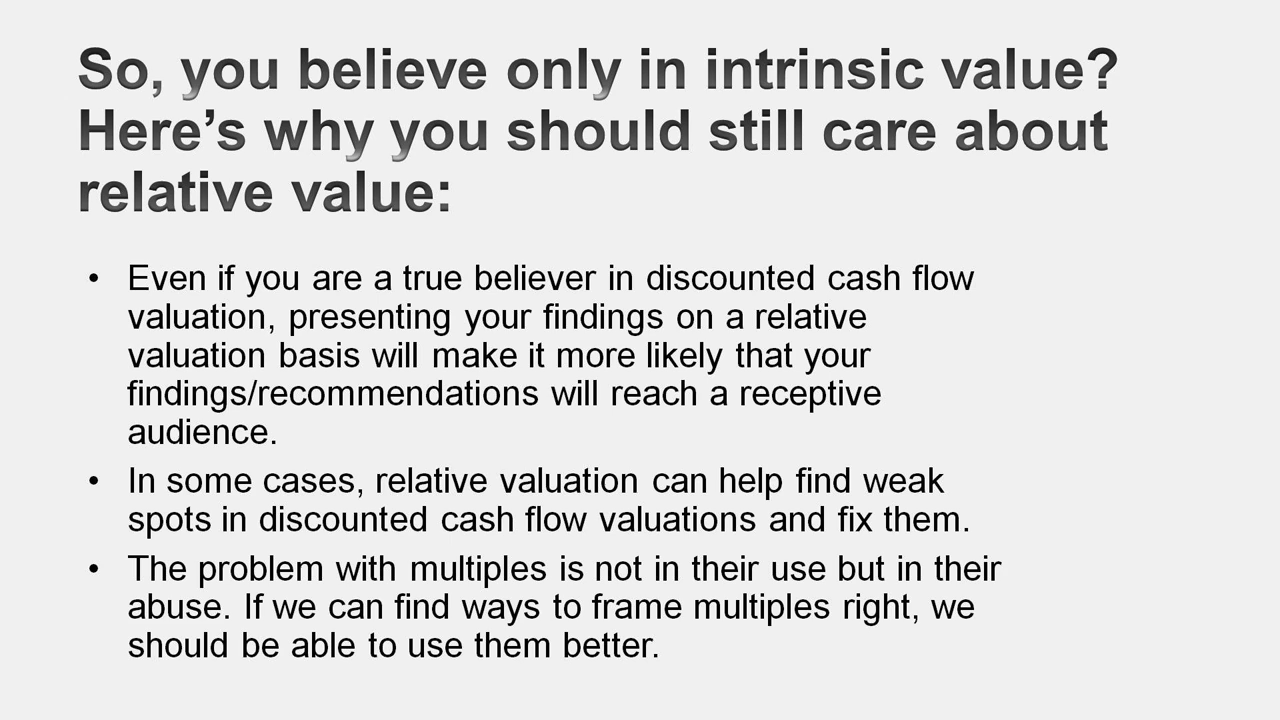 So, you believe only in intrinsic value?
Here’s why you should still care about
relative value:
• Even if you are a true believer in discounted cash flow
valuation, presenting your findings on a relative
valuation basis will make it more likely that your
findings/recommendations will reach a receptive
audience.
• In some cases, relative valuation can help find weak
spots in discounted cash flow valuations and fix them.
• The problem with multiples is not in their use but in their
abuse. If we can find ways to frame multiples right, we
should be able to use them better.